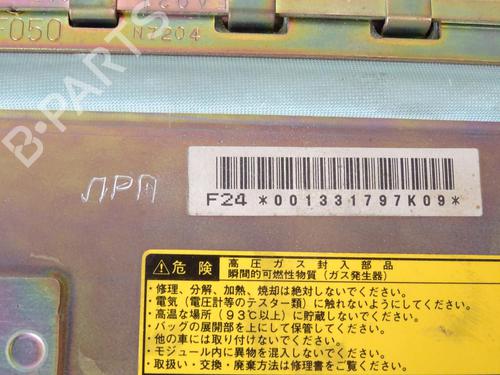 F050
N7204
ЛРП
F24 *001331797K09*
B-PARTS
⚠危険
高圧ガス封入部品
瞬間的可燃性物質（ガス発生器）
・修理、分解、加熱、焼却は絶対しないでください。
・電気（電圧計等のテスター類）に触れないようにしてください。
・高温な場所（93℃以上）に貯蔵しないでください。
・バッグの展開部を上にして保管してください。
・他の車には取り付けないでください。
・モジュール内に異物を混入しないでください。
・取扱い・交換・廃棄方法は修理書をご覧ください。